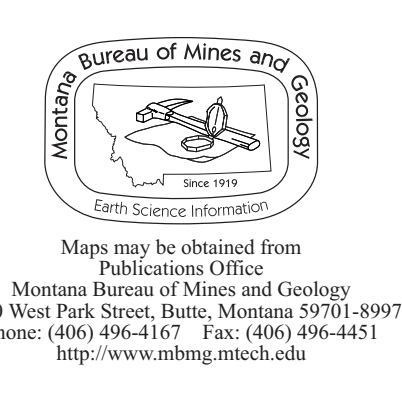 Montana Bureau of Mines and Geology
Since 1919
Earth Science Information
Maps may be obtained from
Publications Office
Montana Bureau of Mines and Geology
West Park Street, Butte, Montana 59701-8997
(406) 496-4167 Fax: (406) 496-4451
http://www.mbmg.mtech.edu